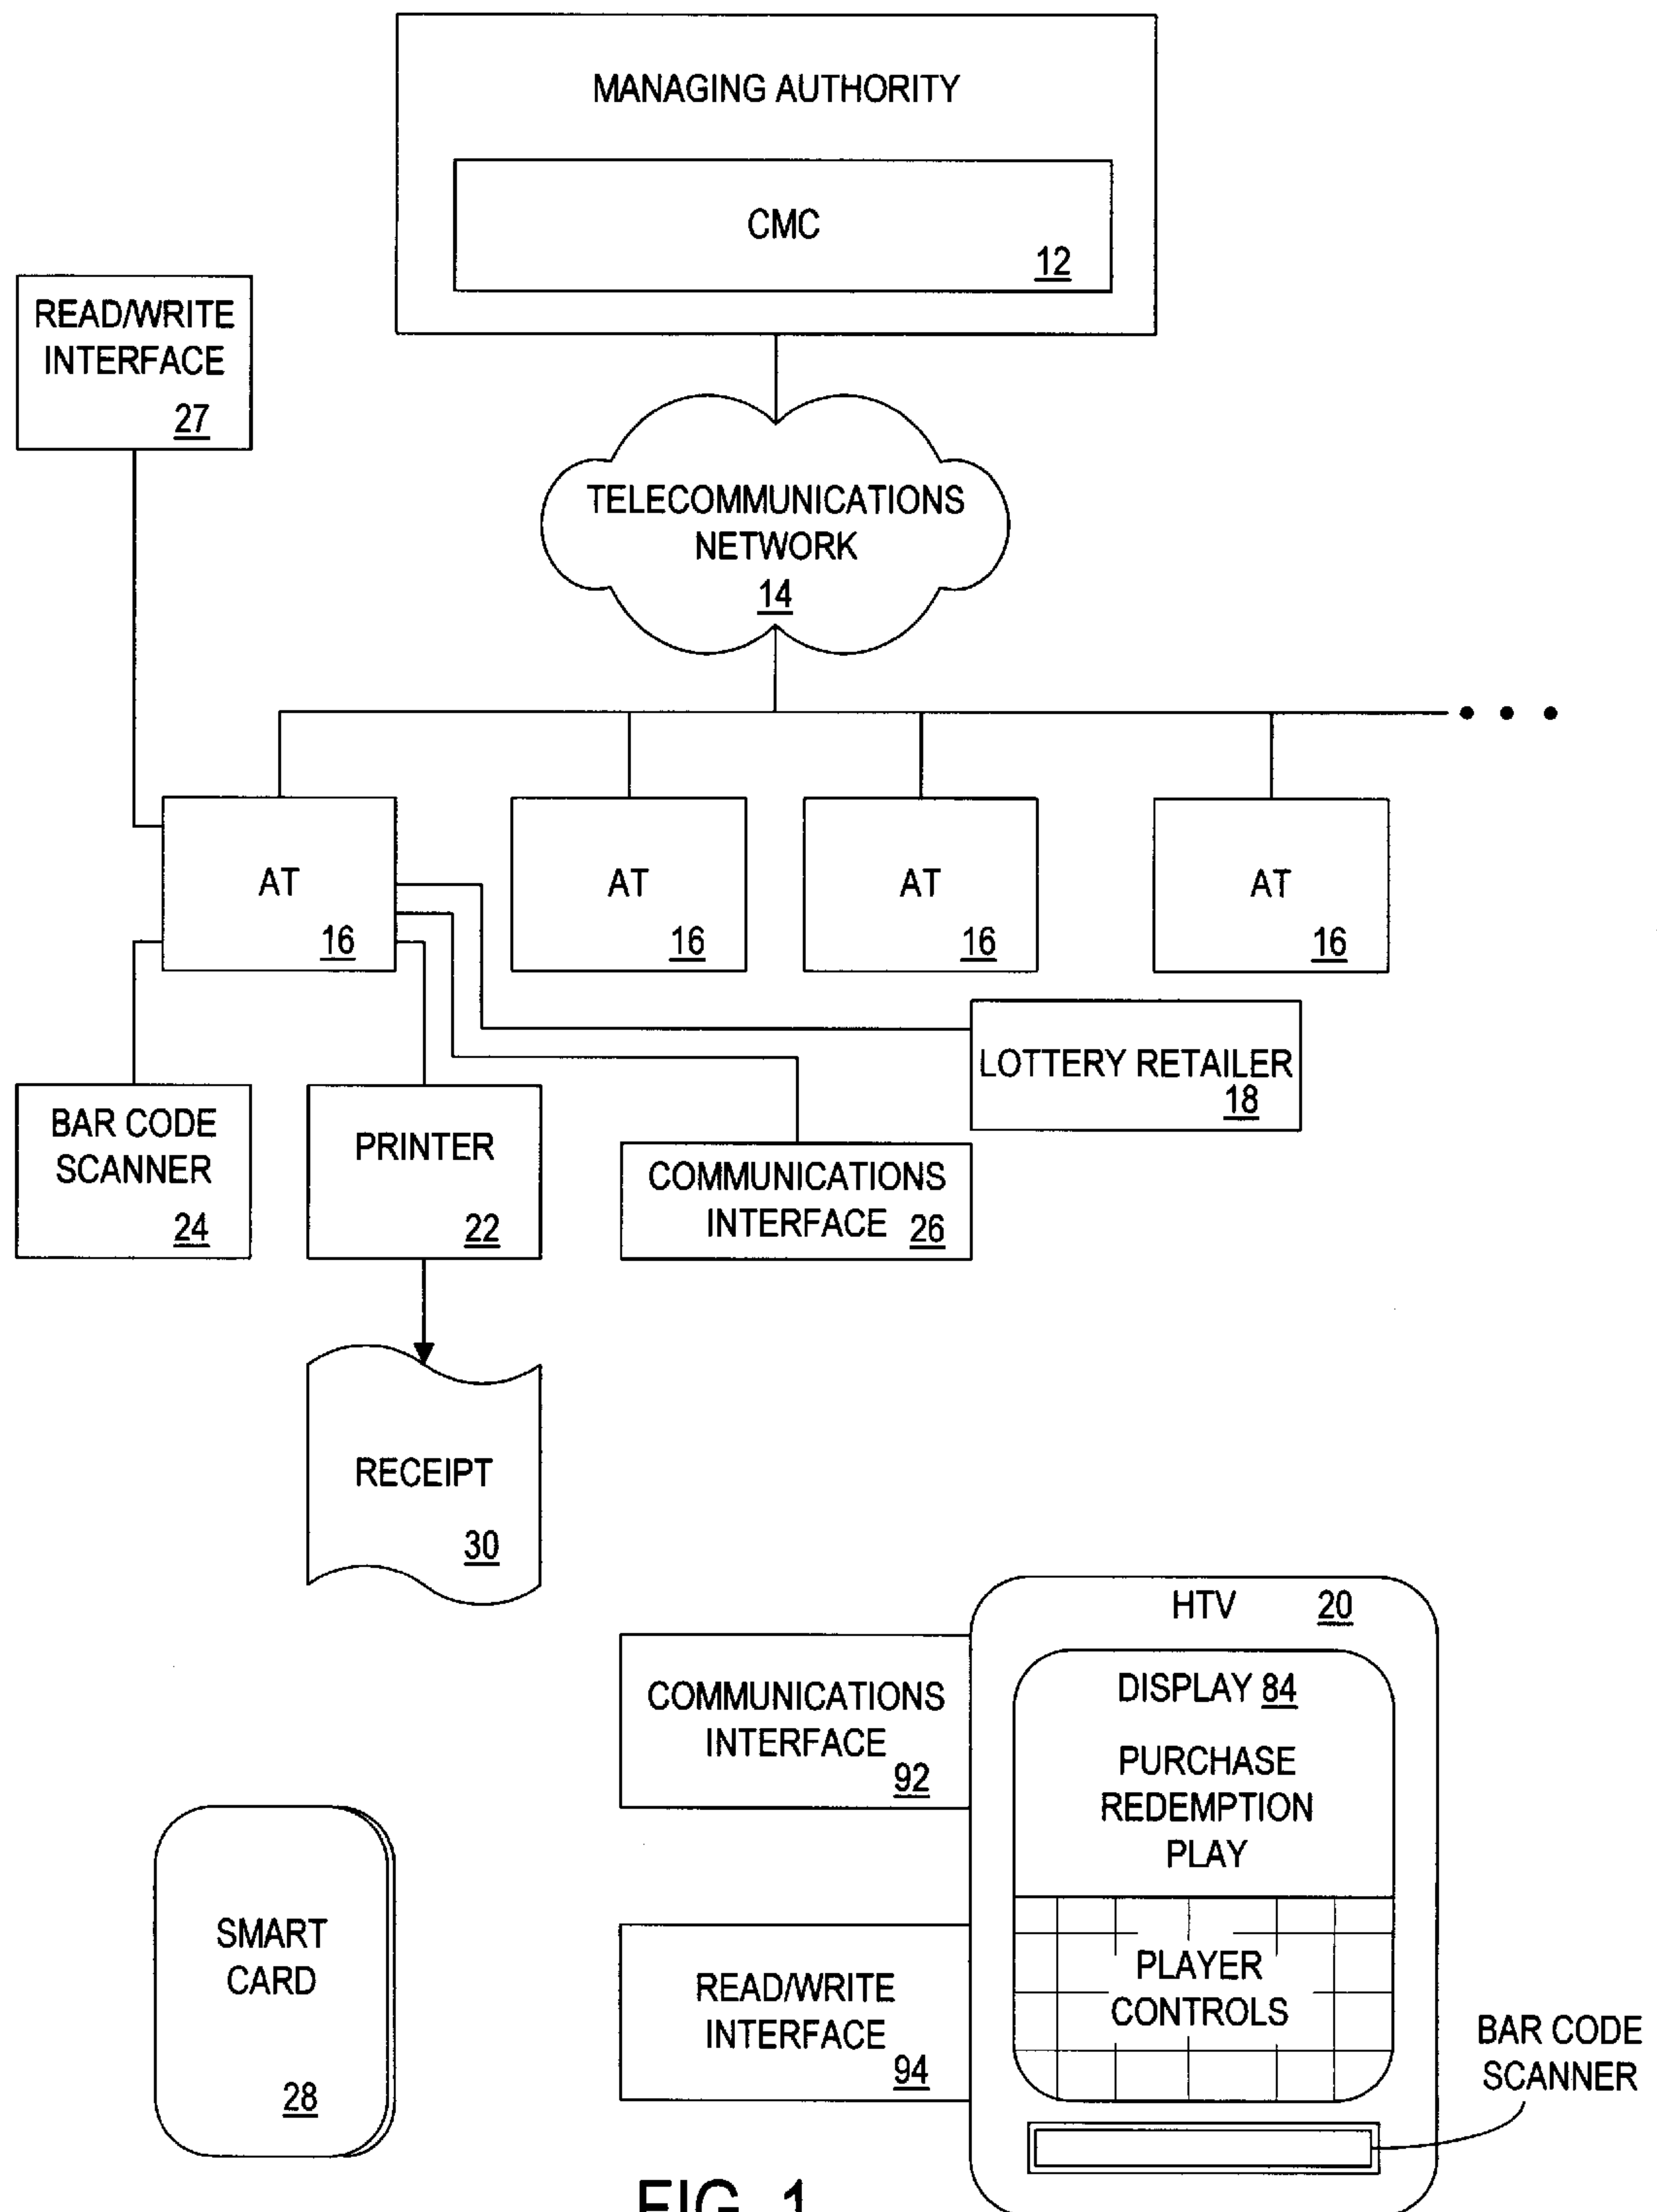 MANAGING AUTHORITY
CMC
12
READ/WRITE
INTERFACE
27
TELECOMMUNICATIONS
NETWORK
14
AT
16
AT
16
AT
16
AT
16
LOTTERY RETAILER
18
BAR CODE
SCANNER
24
PRINTER
22
COMMUNICATIONS
INTERFACE 26
RECEIPT
30
HTV 20
DISPLAY 84
PURCHASE
REDEMPTION
PLAY
COMMUNICATIONS
INTERFACE
92
SMART
CARD
28
READ/WRITE
INTERFACE
94
PLAYER
CONTROLS
BAR CODE
SCANNER
FIG. 1